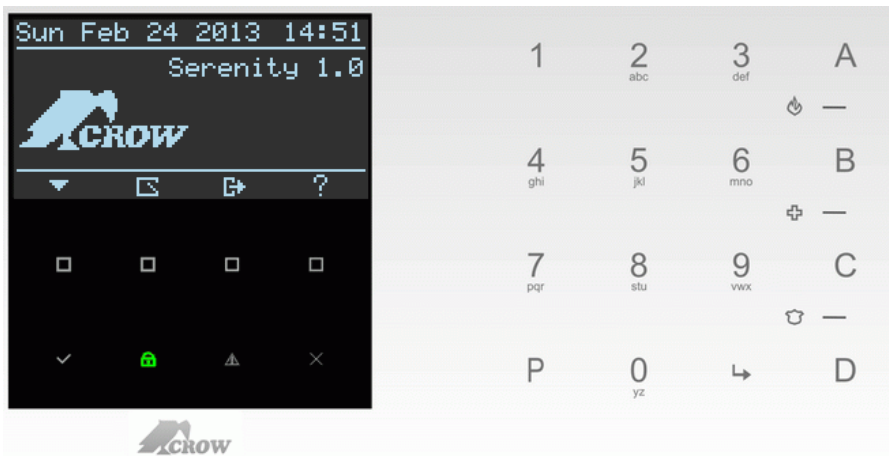 Sun Feb 24 2013 14:51
Serenity 1.0
CROW
?
1 2 3 A
abc def
4 5 6 B
ghi jkl mno
7 8 9 C
pqr stu vwx
P 0 D
yz
CROW